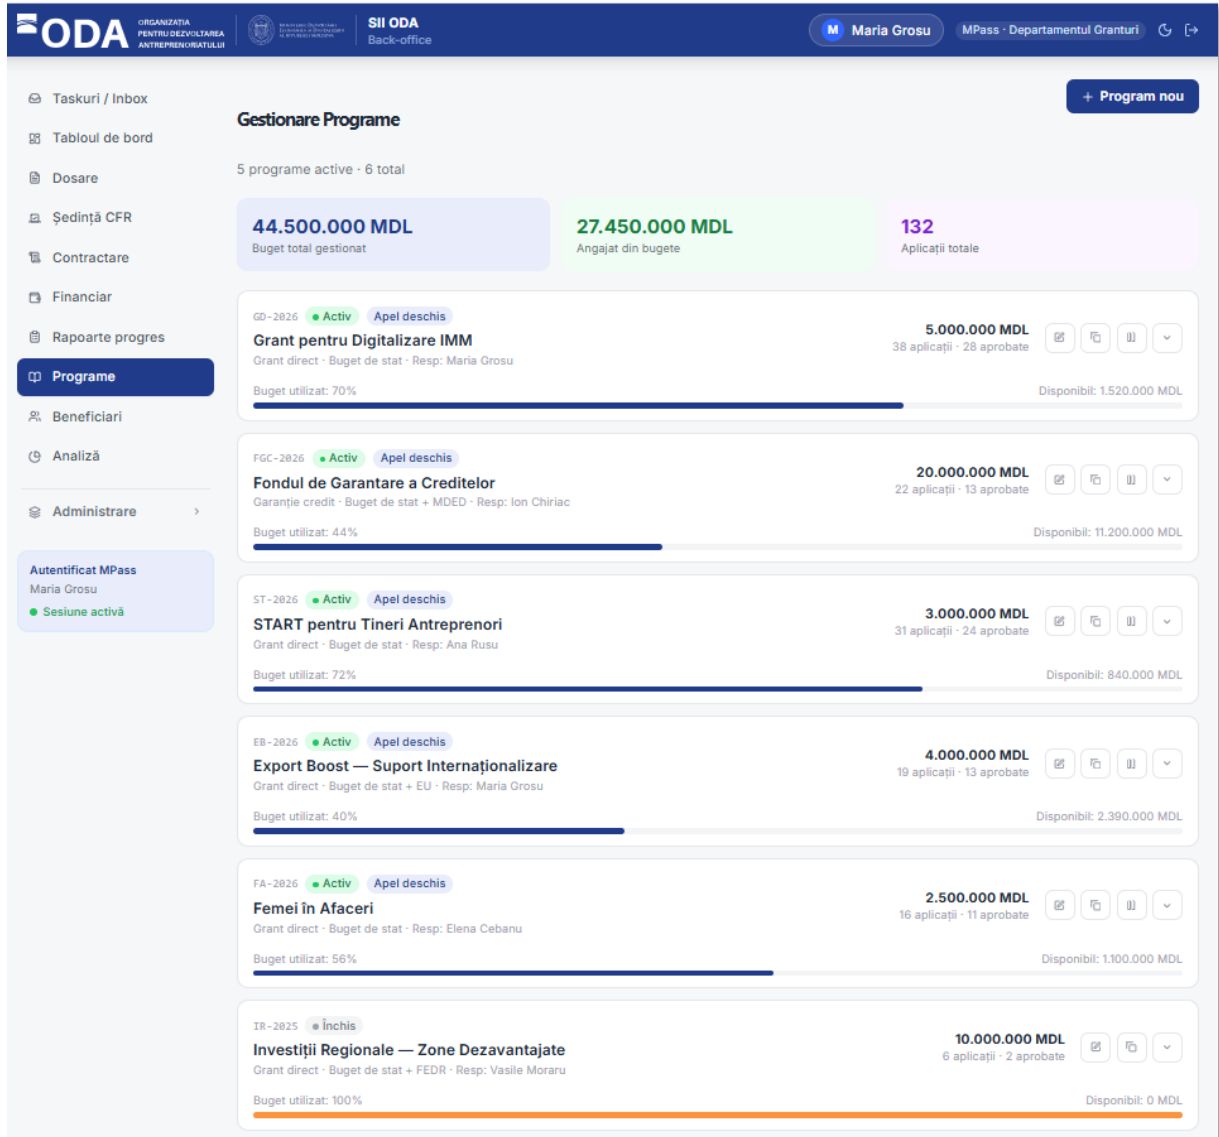 ODA
ORGANIZAȚIA
PENTRU DEZVOLTAREA
ANTREPRENORIATULUI
SII ODA
Back-office
M Maria Grosu
MPass · Departamentul Granturi
Taskuri / Inbox
Tabloul de bord
Dosare
Ședință CFR
Contractare
Financiar
Rapoarte progres
Programe
Beneficiari
Analiză
Administrare
Autentificat MPass
Maria Grosu
Sesiune activă
+ Program nou
Gestionare Programe
5 programe active · 6 total
44.500.000 MDL
Buget total gestionat
27.450.000 MDL
Angajat din bugete
132
Aplicații totale
GD-2026 Activ Apel deschis
Grant pentru Digitalizare IMM
Grant direct · Buget de stat · Resp: Maria Grosu
5.000.000 MDL
38 aplicații · 28 aprobate
Buget utilizat: 70%
Disponibil: 1.520.000 MDL
FGC-2026 Activ Apel deschis
Fondul de Garantare a Creditelor
Garanție credit · Buget de stat + MDED · Resp: Ion Chiriac
20.000.000 MDL
22 aplicații · 13 aprobate
Buget utilizat: 44%
Disponibil: 11.200.000 MDL
ST-2026 Activ Apel deschis
START pentru Tineri Antreprenori
Grant direct · Buget de stat · Resp: Ana Rusu
3.000.000 MDL
31 aplicații · 24 aprobate
Buget utilizat: 72%
Disponibil: 840.000 MDL
EB-2026 Activ Apel deschis
Export Boost — Suport Internaționalizare
Grant direct · Buget de stat + EU · Resp: Maria Grosu
4.000.000 MDL
19 aplicații · 13 aprobate
Buget utilizat: 40%
Disponibil: 2.390.000 MDL
FA-2026 Activ Apel deschis
Femei în Afaceri
Grant direct · Buget de stat · Resp: Elena Cebanu
2.500.000 MDL
16 aplicații · 11 aprobate
Buget utilizat: 56%
Disponibil: 1.100.000 MDL
IR-2025 Închis
Investiții Regionale — Zone Dezavantajate
Grant direct · Buget de stat + FEDR · Resp: Vasile Moraru
10.000.000 MDL
6 aplicații · 2 aprobate
Buget utilizat: 100%
Disponibil: 0 MDL